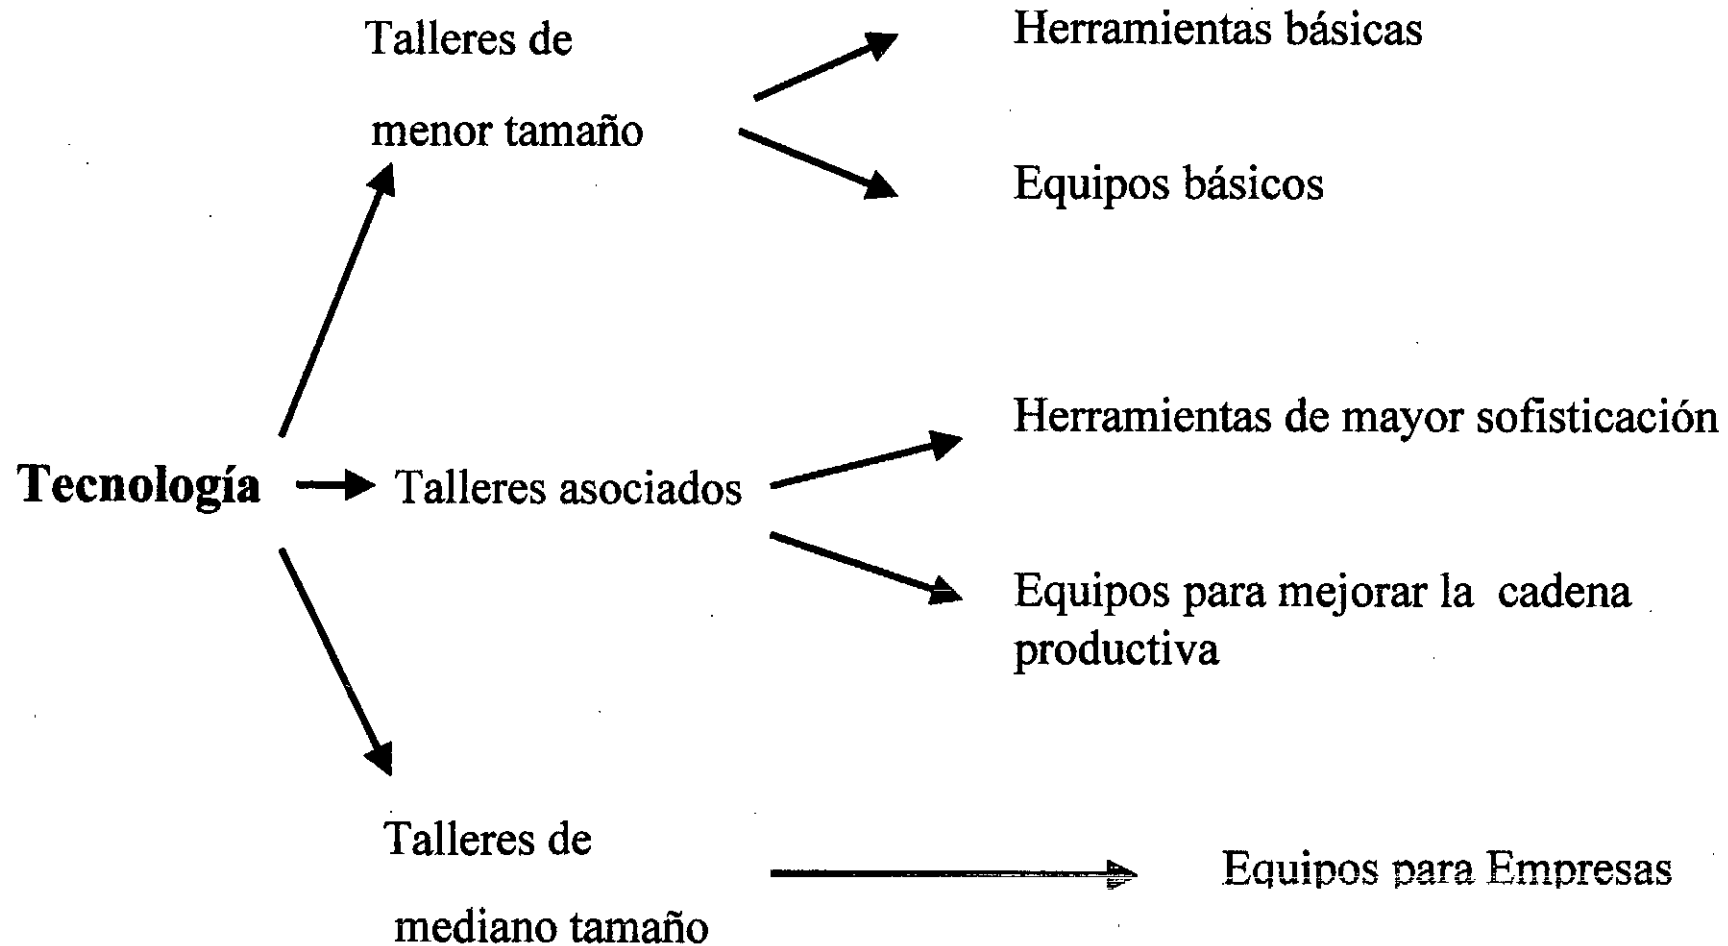 Talleres de
menor tamaño
Herramientas básicas
Equipos básicos
Tecnología
Talleres asociados
Herramientas de mayor sofisticación
Equipos para mejorar la cadena
productiva
Talleres de
mediano tamaño
Equipos para Empresas